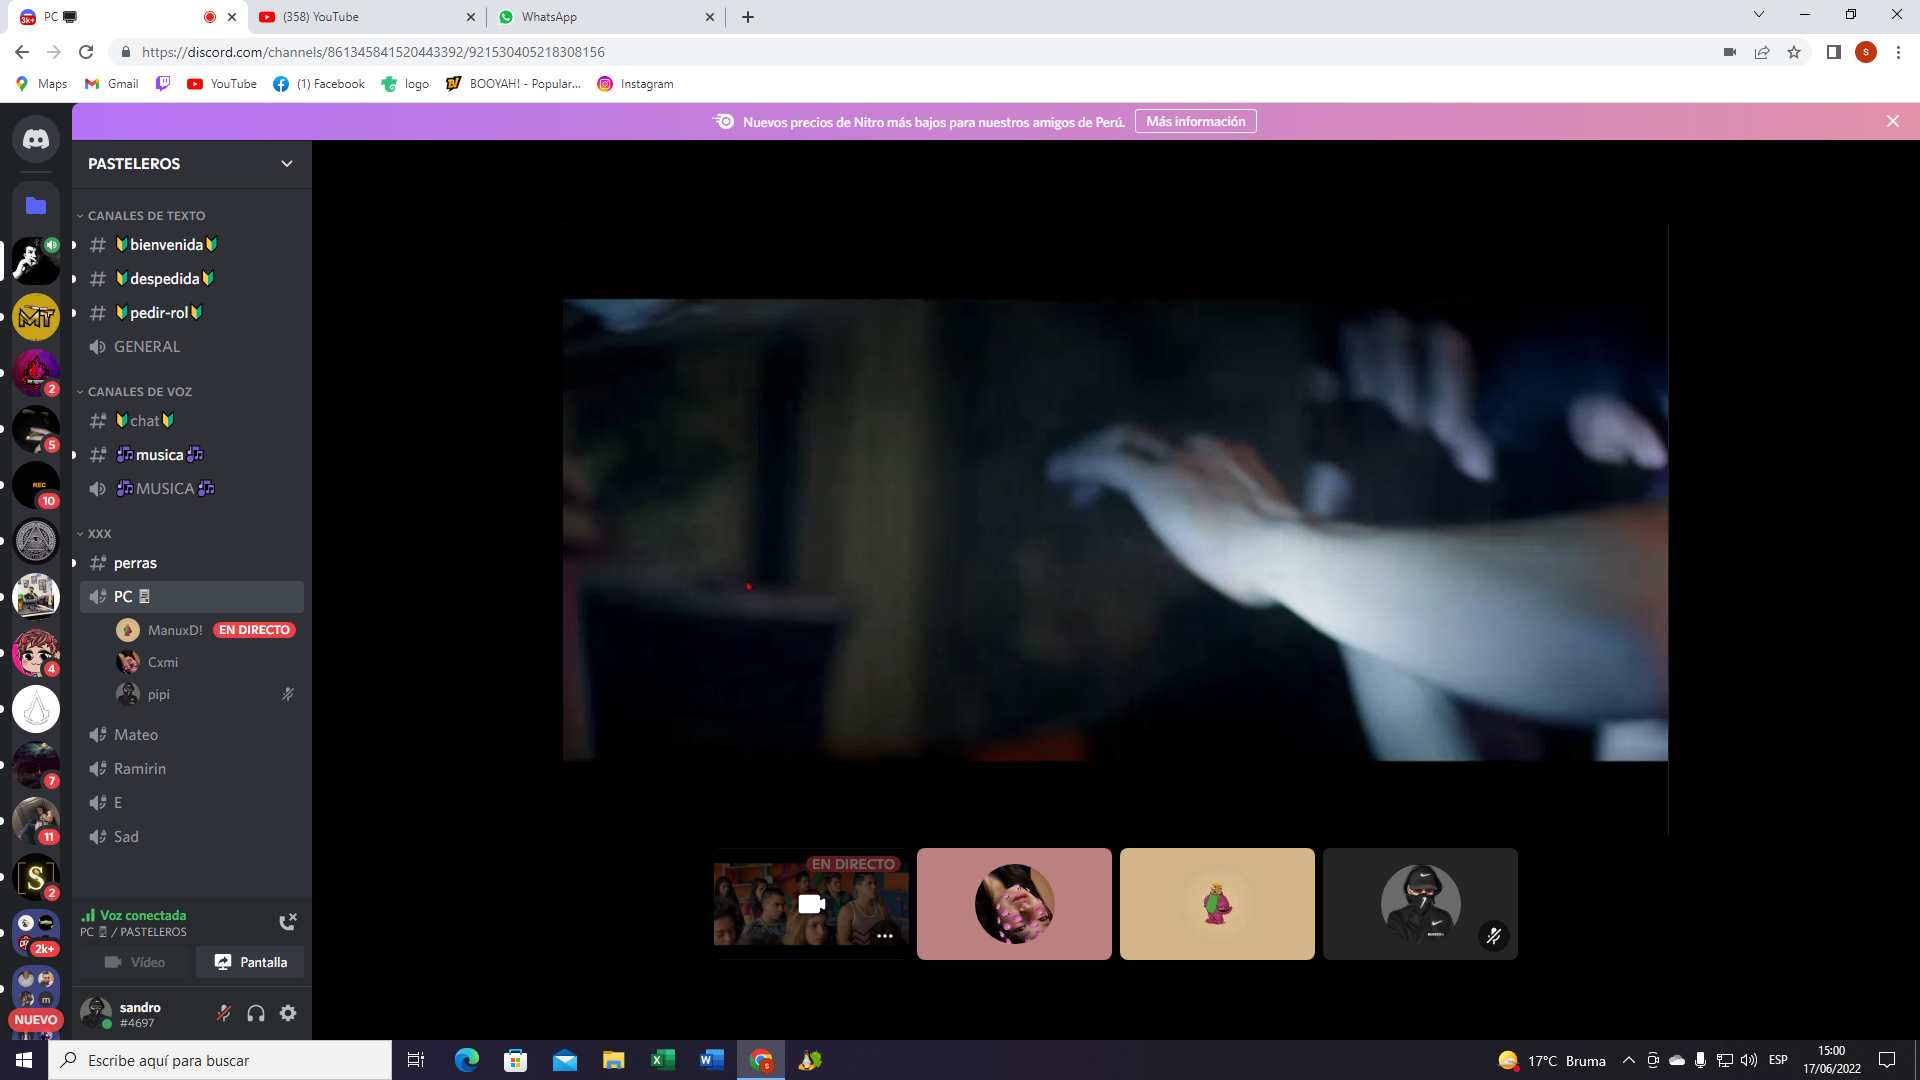 PC
(358) YouTube
WhatsApp
https://discord.com/channels/861345841520443392/921530405218308156
S
Maps
Gmail
YouTube
(1) Facebook
logo
BOOYAH! - Popular...
Instagram
Nuevos precios de Nitro más bajos para nuestros amigos de Perú.
Más información
PASTELEROS
CANALES DE TEXTO
bienvenida
despedida
pedir-rol
GENERAL
CANALES DE VOZ
chat
musica
MUSICA
XXX
perras
PC
ManuxD! EN DIRECTO
Cxmi
pipi
Mateo
Ramirin
E
Sad
MT
2
5
REC
10
4
7
11
S
2
2k+
m
NUEVO
EN DIRECTO
Voz conectada
PC / PASTELEROS
Vídeo
Pantalla
sandro
#4697
Escribe aquí para buscar
17°C Bruma
ESP
15:00
17/06/2022